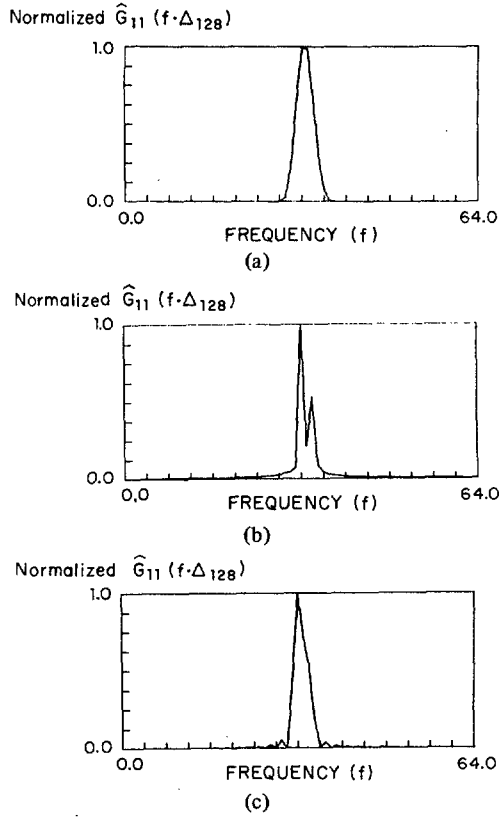 Normalized Ĝ₁₁ (f·Δ₁₂₈)
1.0
0.0
0.0 64.0
FREQUENCY (f)
(a)
Normalized Ĝ₁₁ (f·Δ₁₂₈)
1.0
0.0
0.0 64.0
FREQUENCY (f)
(b)
Normalized Ĝ₁₁ (f·Δ₁₂₈)
1.0
0.0
0.0 64.0
FREQUENCY (f)
(c)